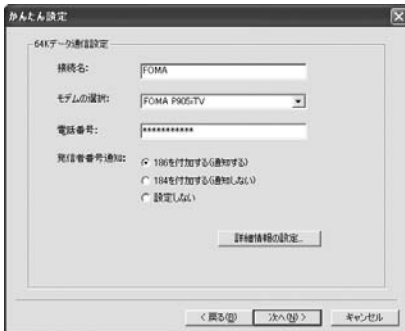 かんたん設定
64Kデータ通信設定
接続名: FOMA
モデムの選択: FOMA P905iTV
電話番号: ***********
発信者番号通知: 186を付加する(通知する)
184を付加する(通知しない)
設定しない
詳細情報の設定...
< 戻る(B) 次へ(N) > キャンセル